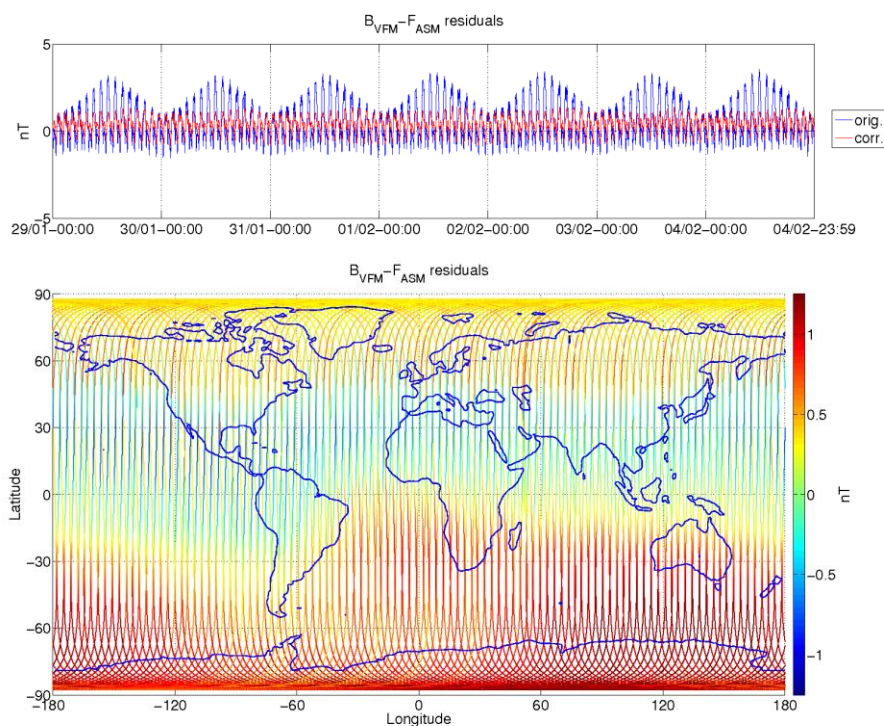 B_VFM−F_ASM residuals
5
0
−5
nT
orig.
corr.
29/01−00:00 30/01−00:00 31/01−00:00 01/02−00:00 02/02−00:00 03/02−00:00 04/02−00:00 04/02−23:59
B_VFM−F_ASM residuals
90
60
30
0
−30
−60
−90
Latitude
−180 −120 −60 0 60 120 180
Longitude
1
0.5
0
−0.5
−1
nT